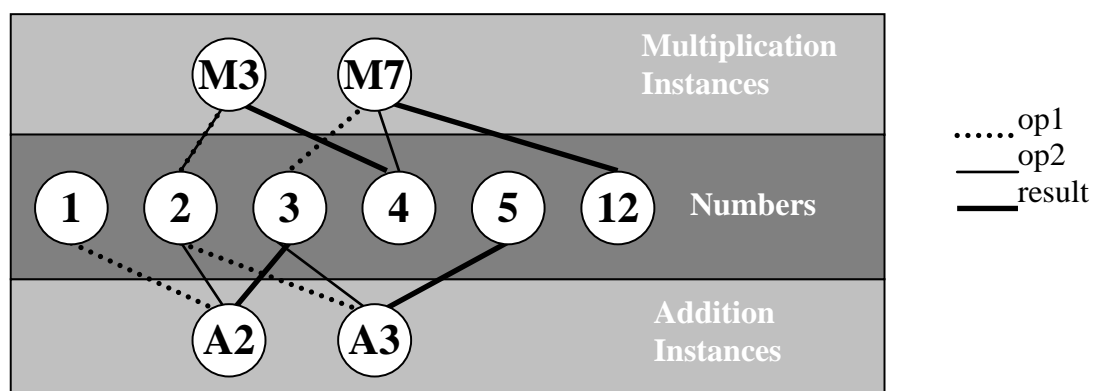 M3 M7 Multiplication
Instances
op1
op2
result
1 2 3 4 5 12 Numbers
A2 A3 Addition
Instances